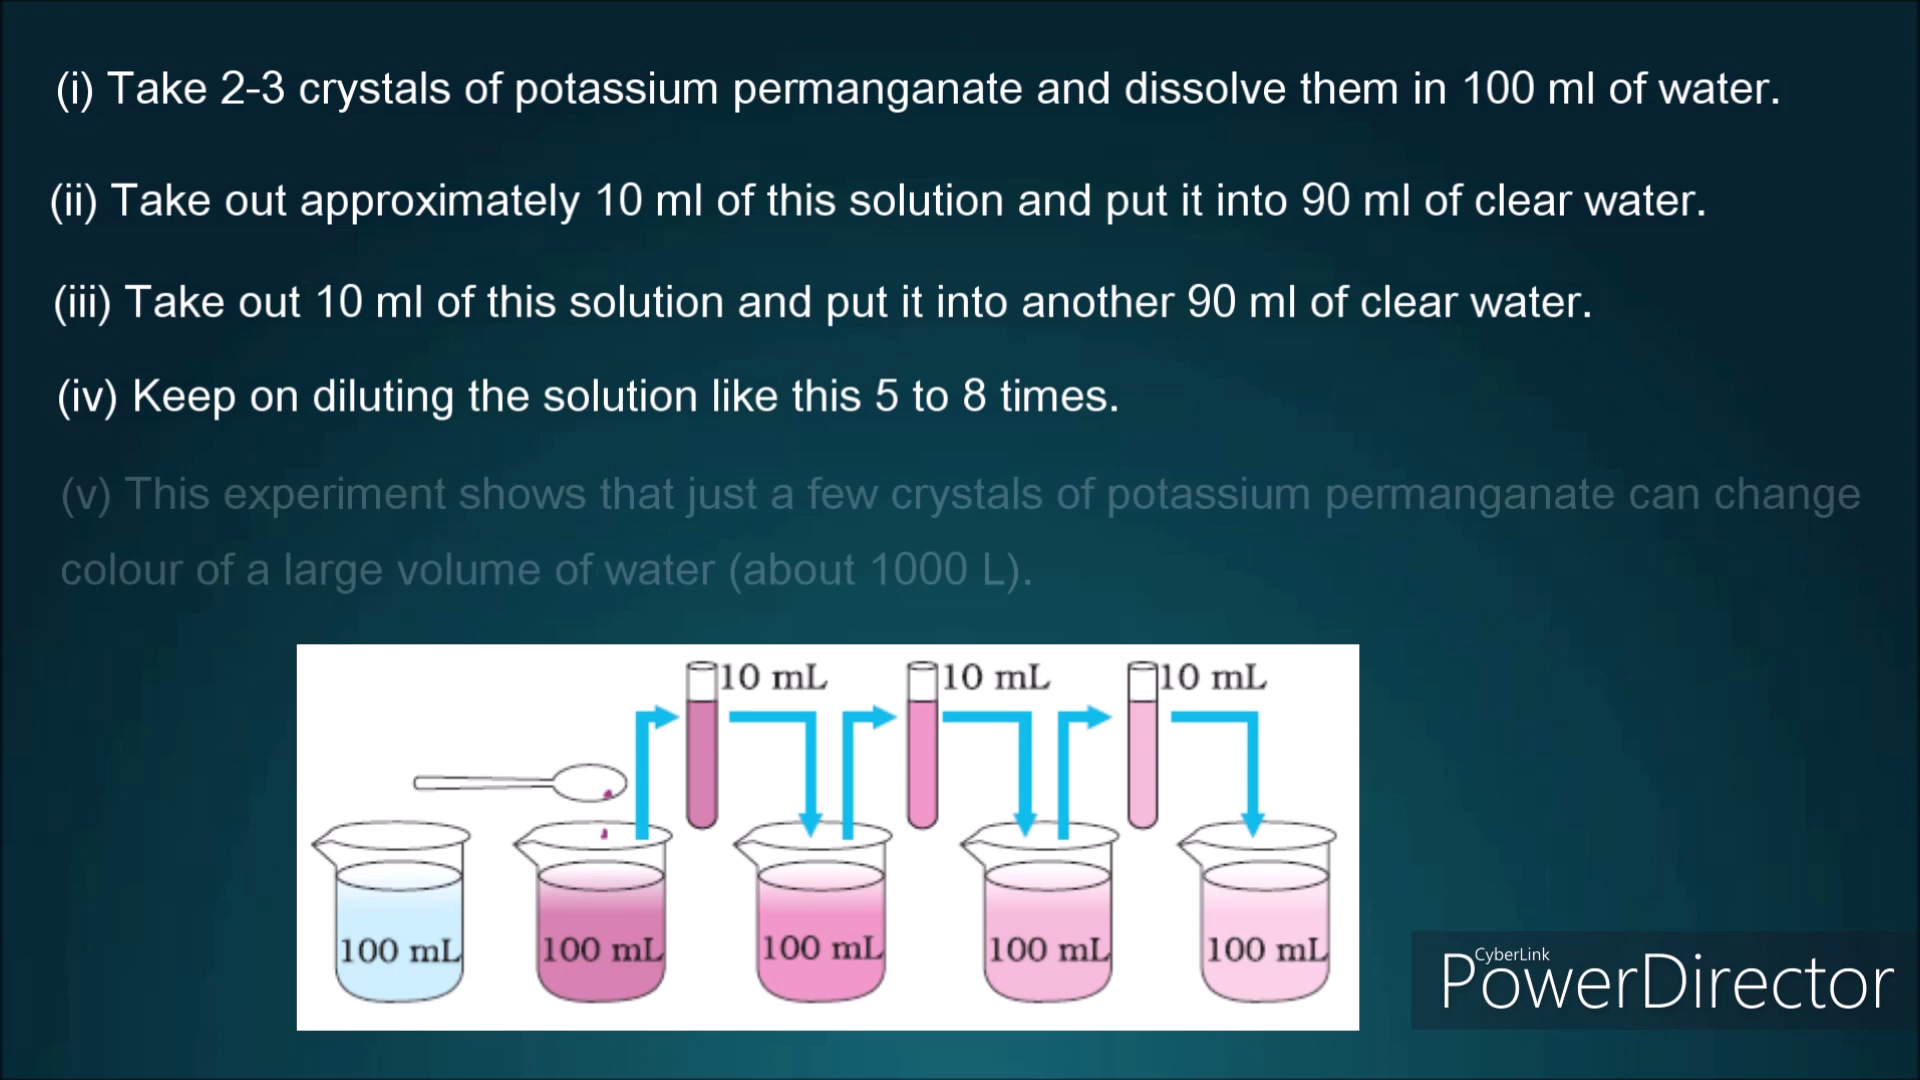 (i) Take 2-3 crystals of potassium permanganate and dissolve them in 100 ml of water.
(ii) Take out approximately 10 ml of this solution and put it into 90 ml of clear water.
(iii) Take out 10 ml of this solution and put it into another 90 ml of clear water.
(iv) Keep on diluting the solution like this 5 to 8 times.
(v) This experiment shows that just a few crystals of potassium permanganate can change
colour of a large volume of water (about 1000 L).
10 mL 10 mL 10 mL
100 mL 100 mL 100 mL 100 mL 100 mL
CyberLink
PowerDirector